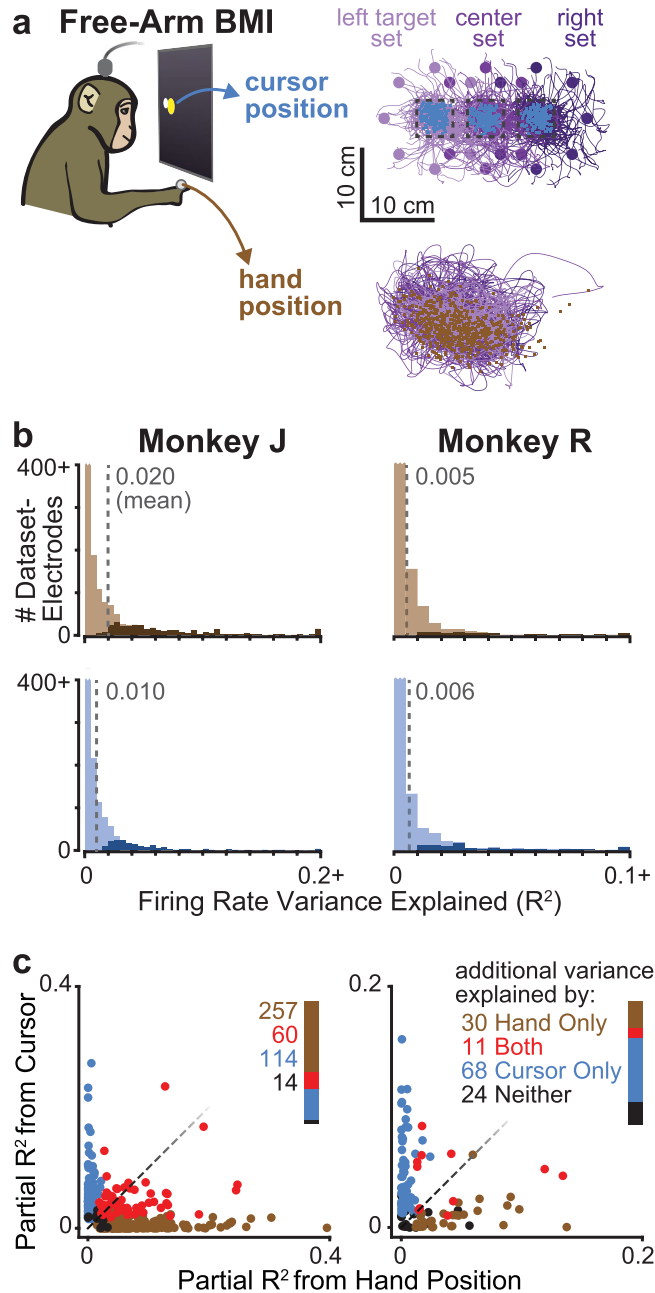 a
Free-Arm BMI
cursor
position
hand
position
left target
set
center
set
right
set
10 cm
10 cm
b
Monkey J
Monkey R
# Dataset-
Electrodes
400+
0
0.020
(mean)
0.005
400+
0
0.010
0.006
0
0.2+
0
0.1+
Firing Rate Variance Explained (R²)
c
Partial R² from Cursor
0.4
0
257
60
114
14
0
0.4
0.2
0
additional variance
explained by:
30 Hand Only
11 Both
68 Cursor Only
24 Neither
0
0.2
Partial R² from Hand Position